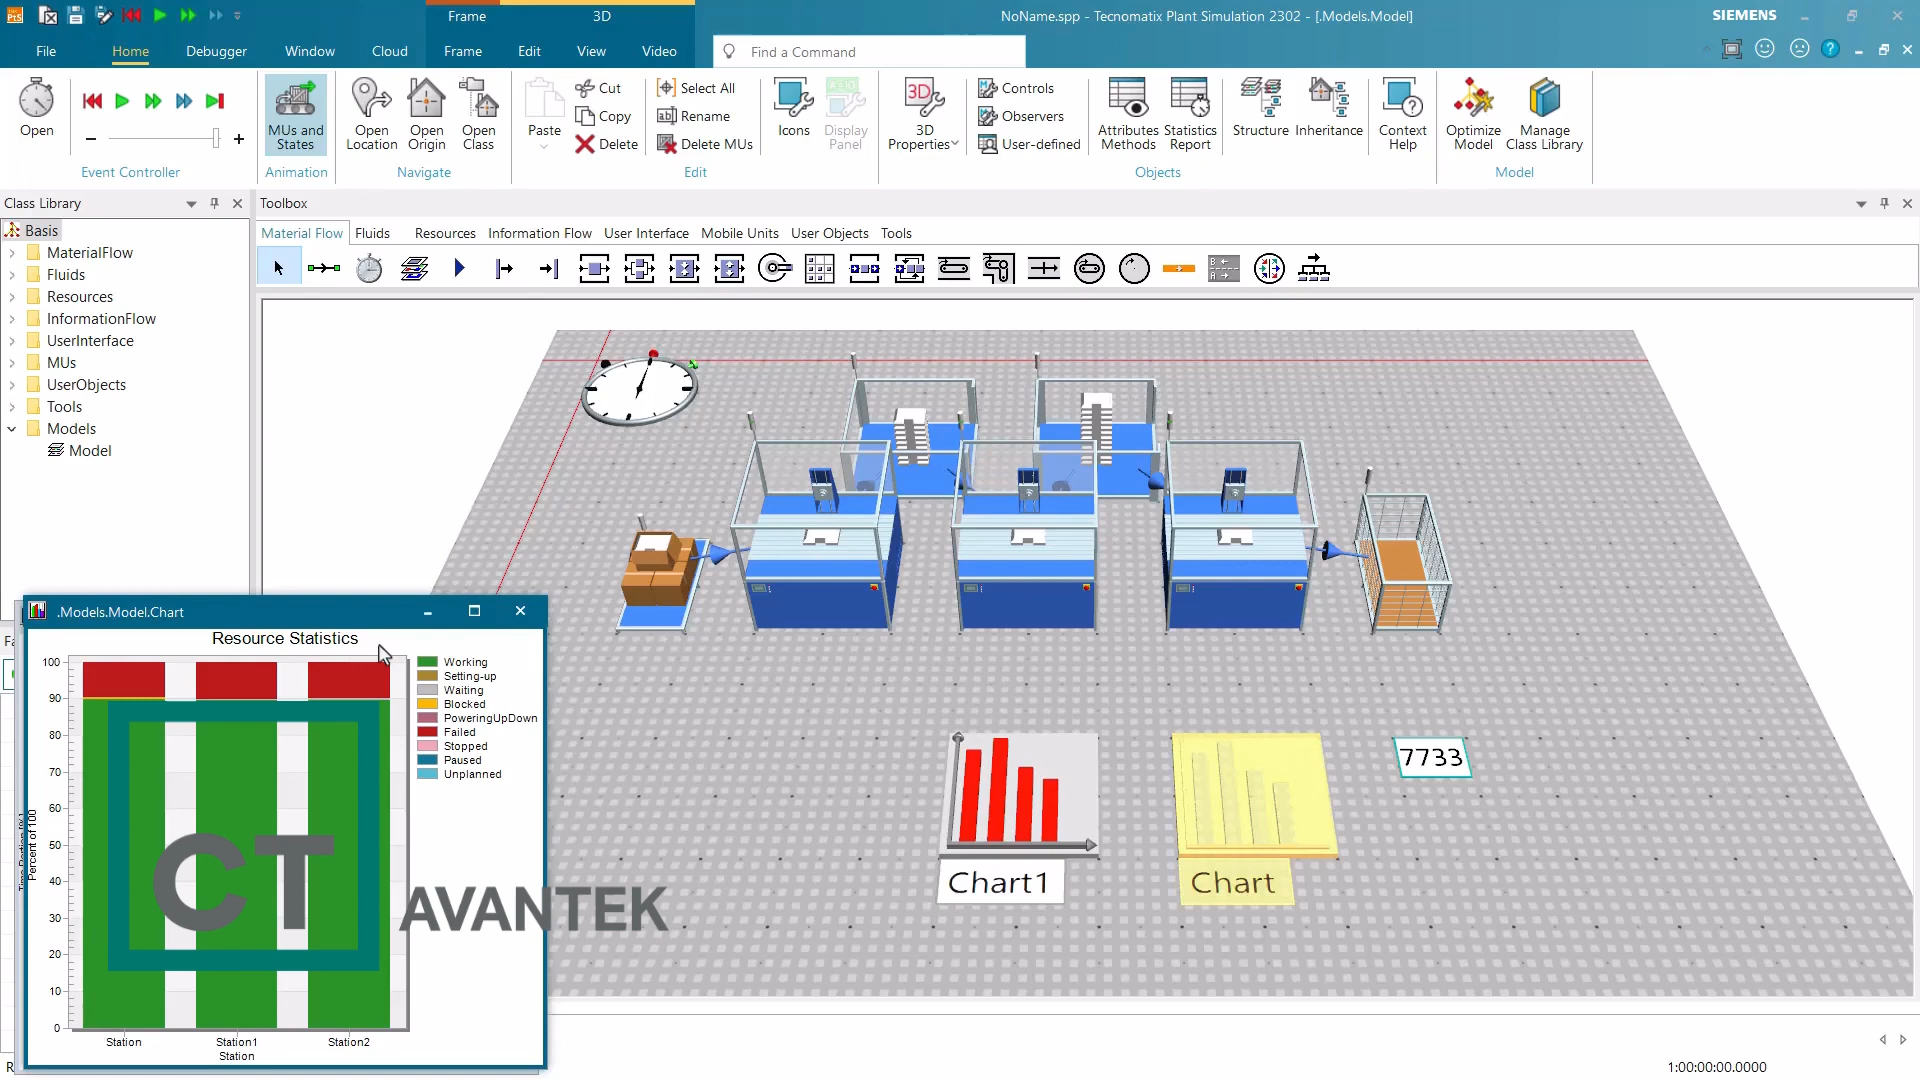 Frame
3D
NoName.spp - Tecnomatix Plant Simulation 2302 - [.Models.Model]
SIEMENS
File
Home
Debugger
Window
Cloud
Frame
Edit
View
Video
Find a Command
Open
MUs and
States
Open
Location
Open
Origin
Open
Class
Paste
Cut
Copy
Delete
Select All
Rename
Delete MUs
Icons
Display
Panel
3D
Properties
Controls
Observers
User-defined
Attributes
Methods
Statistics
Report
Structure
Inheritance
Context
Help
Optimize
Model
Manage
Class Library
Event Controller
Animation
Navigate
Edit
Objects
Model
Class Library
Toolbox
Basis
MaterialFlow
Fluids
Resources
InformationFlow
UserInterface
MUs
UserObjects
Tools
Models
Model
Material Flow
Fluids
Resources
Information Flow
User Interface
Mobile Units
User Objects
Tools
.Models.Model.Chart
Resource Statistics
100
90
80
70
60
50
40
30
20
10
0
Percent of 100
Station
Station1
Station2
Station
Working
Setting-up
Waiting
Blocked
PoweringUpDown
Failed
Stopped
Paused
Unplanned
CT
AVANTEK
Chart1
Chart
7733
1:00:00:00.0000